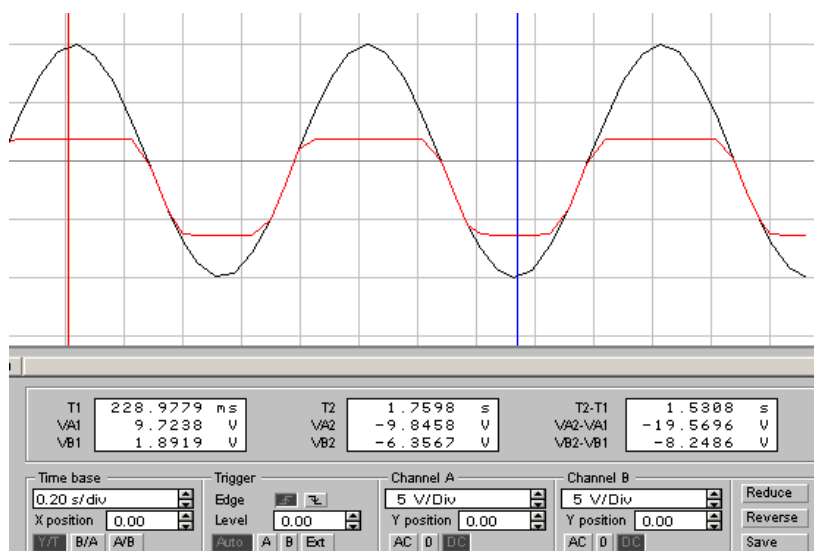 T1 228.9779 ms T2 1.7598 s T2-T1 1.5308 s
VA1 9.7238 V VA2 -9.8458 V VA2-VA1 -19.5696 V
VB1 1.8919 V VB2 -6.3567 V VB2-VB1 -8.2486 V
Time base Trigger Channel A Channel B
0.20 s/div Edge 5 V/Div 5 V/Div Reduce
X position 0.00 Level 0.00 Y position 0.00 Y position 0.00 Reverse
Y/T B/A A/B Auto A B Ext AC 0 DC AC 0 DC Save